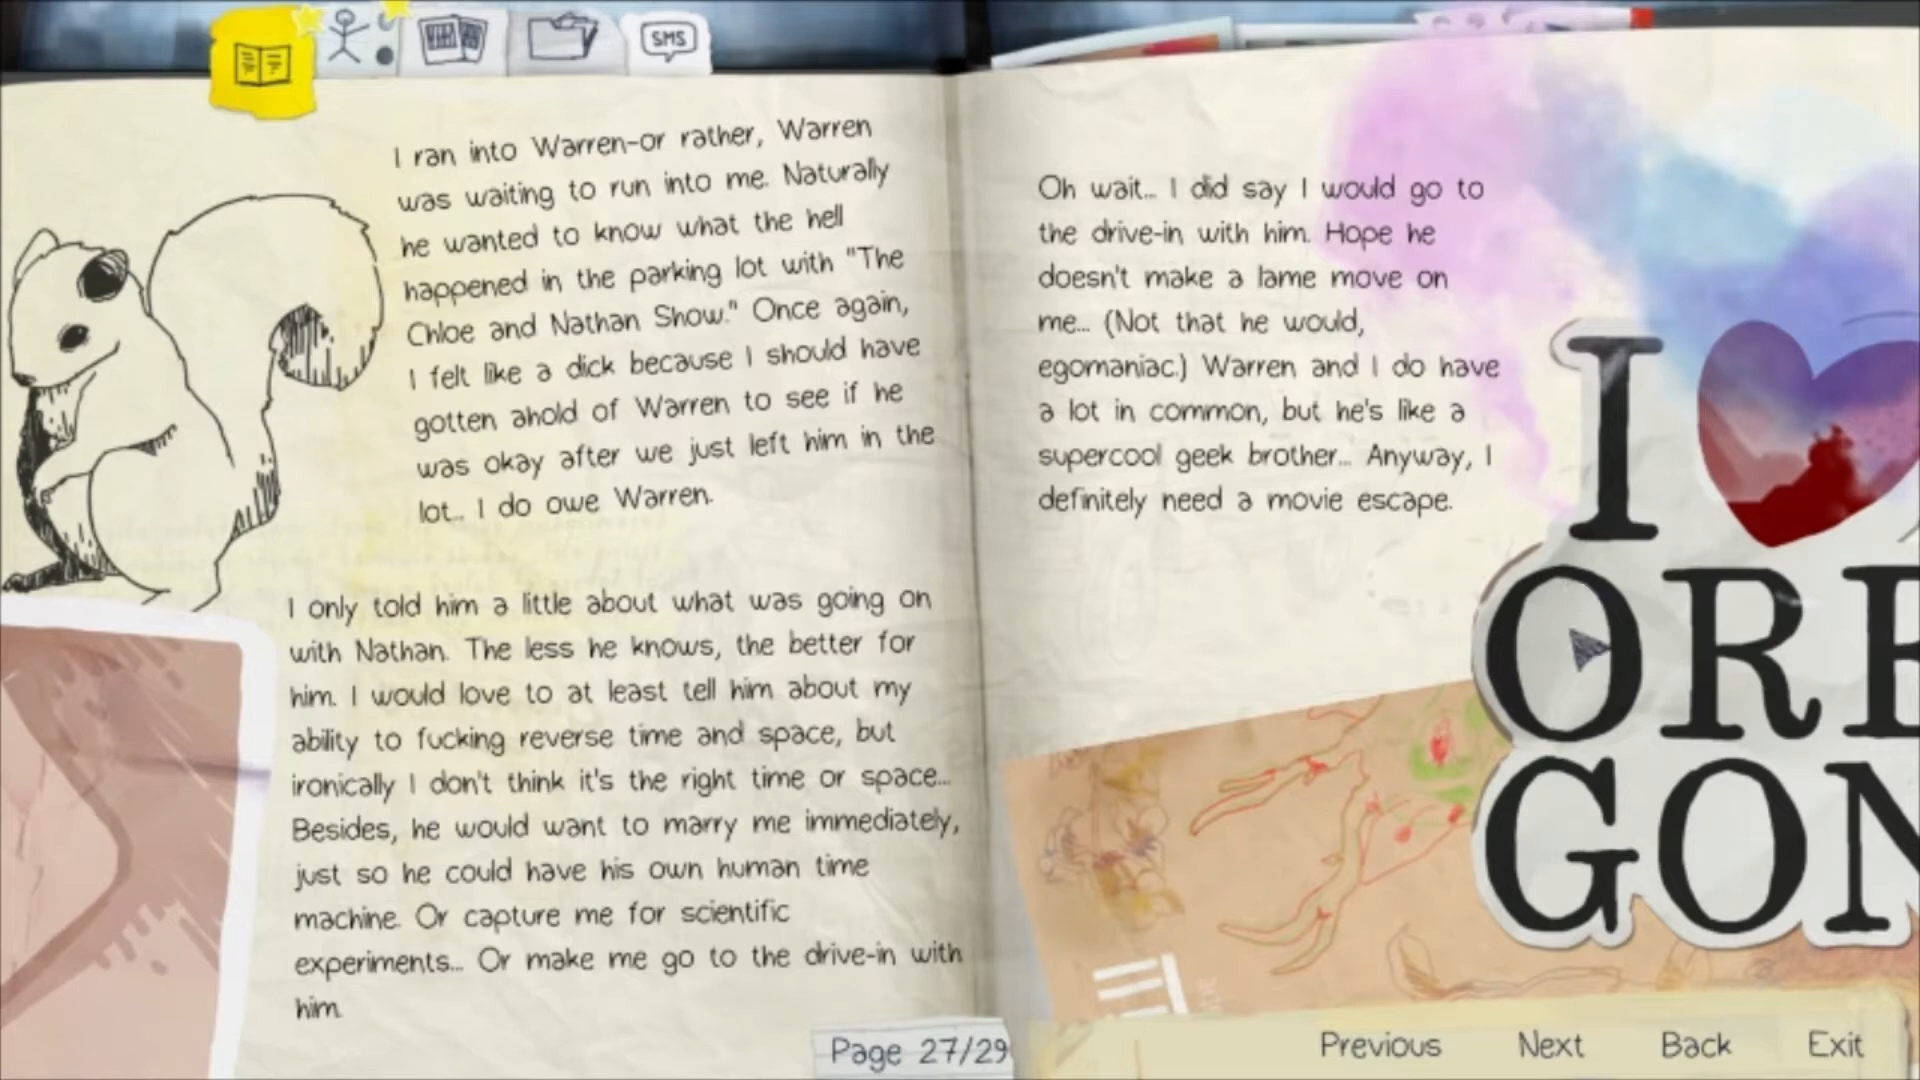 SMS
I ran into Warren-or rather, Warren
was waiting to run into me. Naturally
he wanted to know what the hell
happened in the parking lot with "The
Chloe and Nathan Show." Once again,
I felt like a dick because I should have
gotten ahold of Warren to see if he
was okay after we just left him in the
lot... I do owe Warren.
I only told him a little about what was going on
with Nathan. The less he knows, the better for
him. I would love to at least tell him about my
ability to fucking reverse time and space, but
ironically I don't think it's the right time or space...
Besides, he would want to marry me immediately,
just so he could have his own human time
machine. Or capture me for scientific
experiments... Or make me go to the drive-in with
him.
Page 27/29
Oh wait... I did say I would go to
the drive-in with him. Hope he
doesn't make a lame move on
me... (Not that he would,
egomaniac.) Warren and I do have
a lot in common, but he's like a
supercool geek brother... Anyway, I
definitely need a movie escape.
I
ORE
GON
Previous Next Back Exit